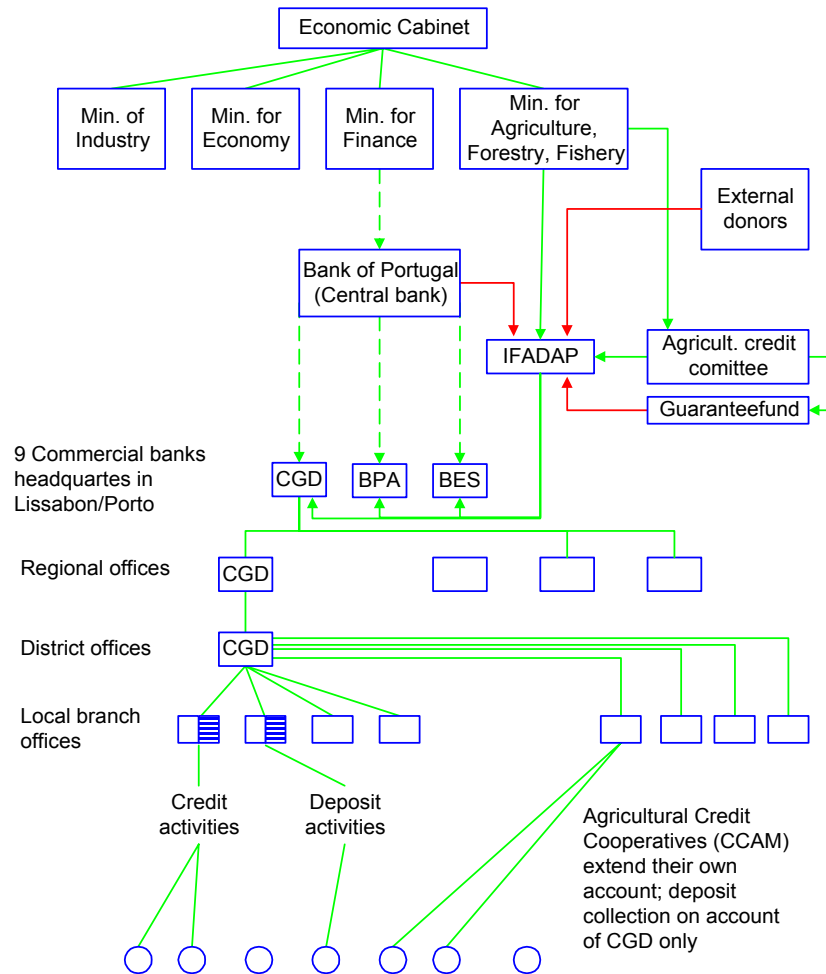 Economic Cabinet
Min. of
Industry
Min. for
Economy
Min. for
Finance
Min. for
Agriculture,
Forestry, Fishery
External
donors
Bank of Portugal
(Central bank)
IFADAP
Agricult. credit
comittee
Guaranteefund
9 Commercial banks
headquartes in
Lissabon/Porto
CGD
BPA
BES
Regional offices
CGD
District offices
CGD
Local branch
offices
Credit
activities
Deposit
activities
Agricultural Credit
Cooperatives (CCAM)
extend their own
account; deposit
collection on account
of CGD only